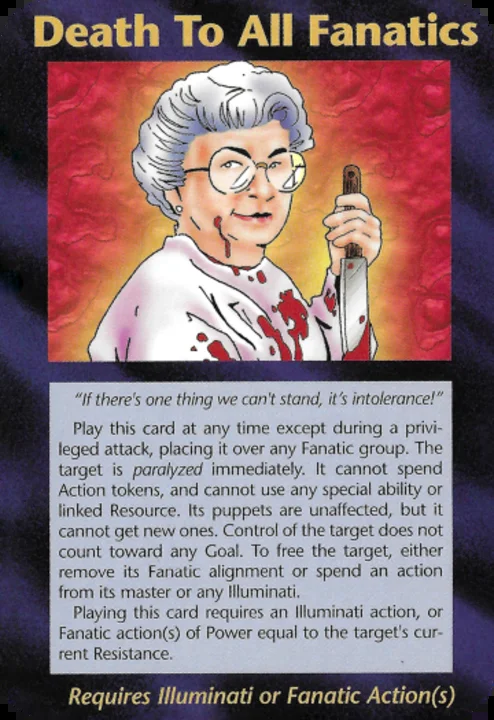 Death To All Fanatics
"If there's one thing we can't stand, it's intolerance!"
Play this card at any time except during a privi-
leged attack, placing it over any Fanatic group. The
target is paralyzed immediately. It cannot spend
Action tokens, and cannot use any special ability or
linked Resource. Its puppets are unaffected, but it
cannot get new ones. Control of the target does not
count toward any Goal. To free the target, either
remove its Fanatic alignment or spend an action
from its master or any Illuminati.
Playing this card requires an Illuminati action, or
Fanatic action(s) of Power equal to the target's cur-
rent Resistance.
Requires Illuminati or Fanatic Action(s)